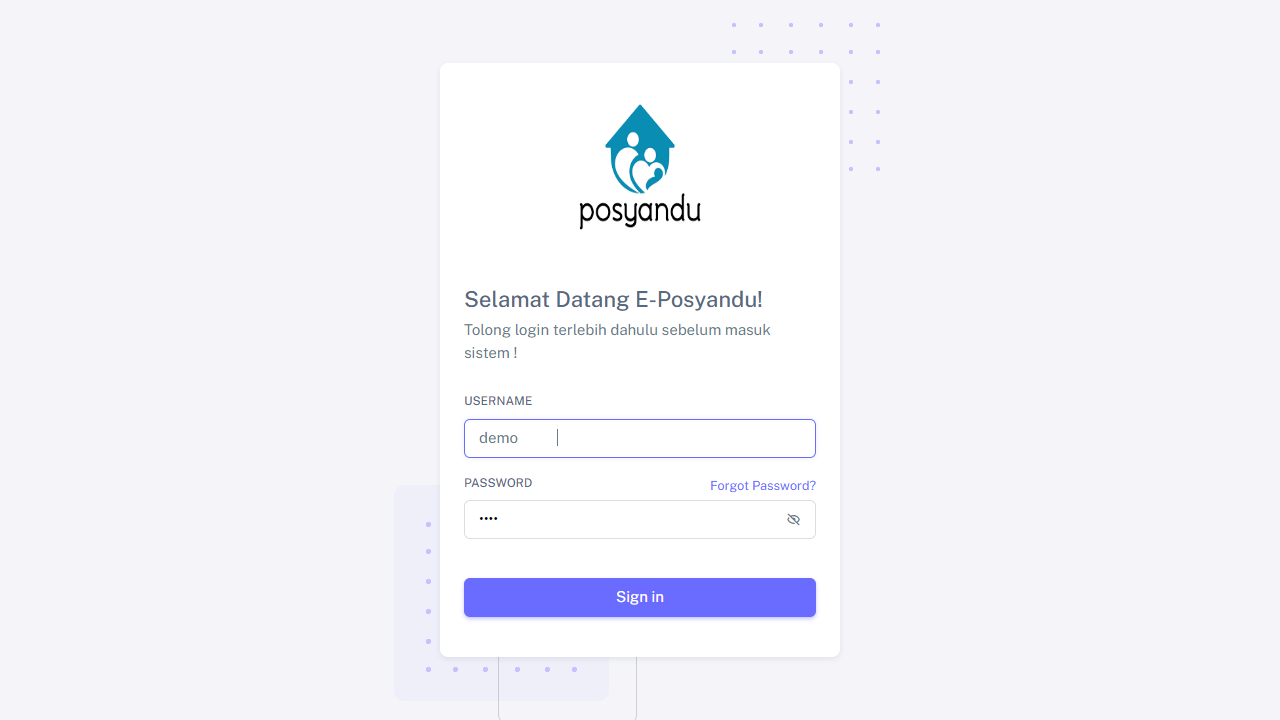 posyandu
Selamat Datang E-Posyandu!
Tolong login terlebih dahulu sebelum masuk
sistem !
USERNAME
demo
PASSWORD
Forgot Password?
••••
Sign in